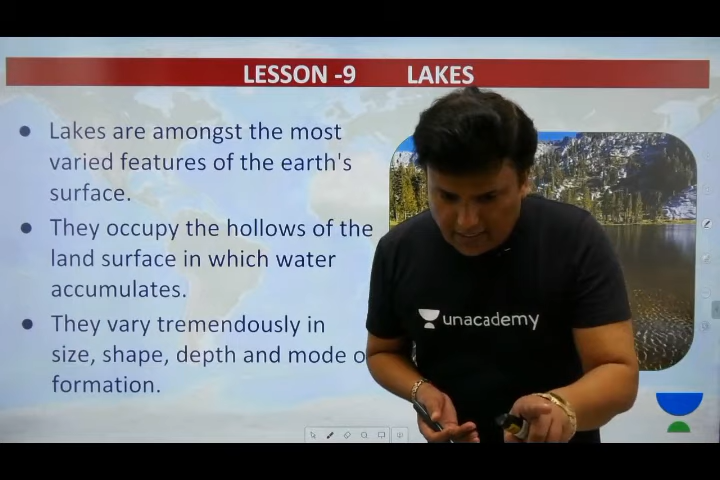 LESSON -9 LAKES
Lakes are amongst the most
varied features of the earth's
surface.
They occupy the hollows of the
land surface in which water
accumulates.
They vary tremendously in
size, shape, depth and mode o
formation.
unacademy